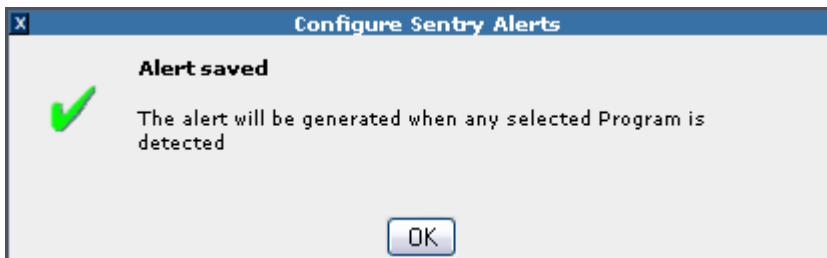 X
Configure Sentry Alerts
Alert saved
The alert will be generated when any selected Program is
detected
OK